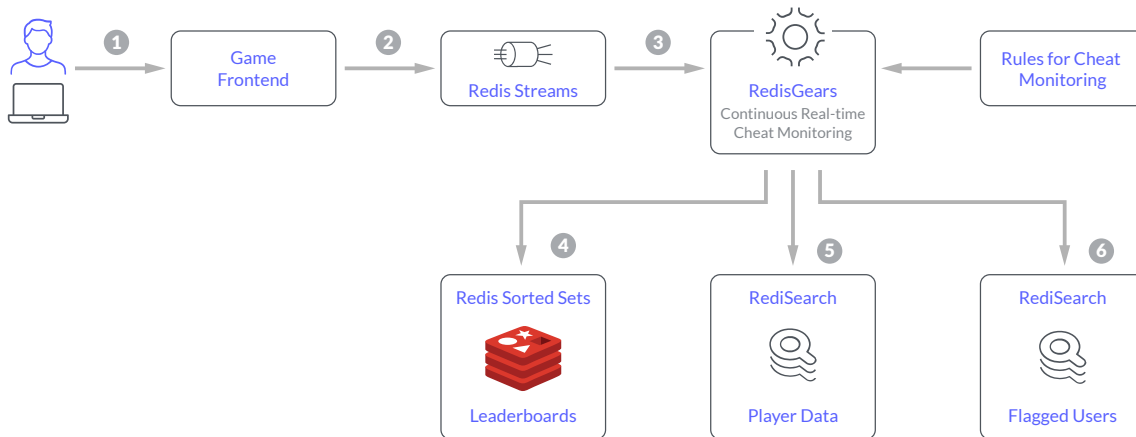 1
Game
Frontend
2
Redis Streams
3
RedisGears
Continuous Real-time
Cheat Monitoring
Rules for Cheat
Monitoring
4
5
6
Redis Sorted Sets
Leaderboards
RediSearch
Player Data
RediSearch
Flagged Users